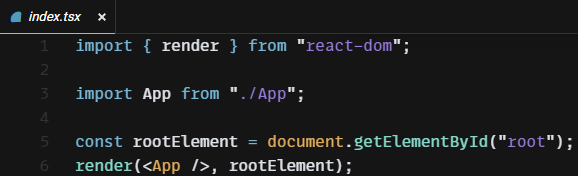 index.tsx ×
1 import { render } from "react-dom";
2
3 import App from "./App";
4
5 const rootElement = document.getElementById("root");
6 render(<App />, rootElement);